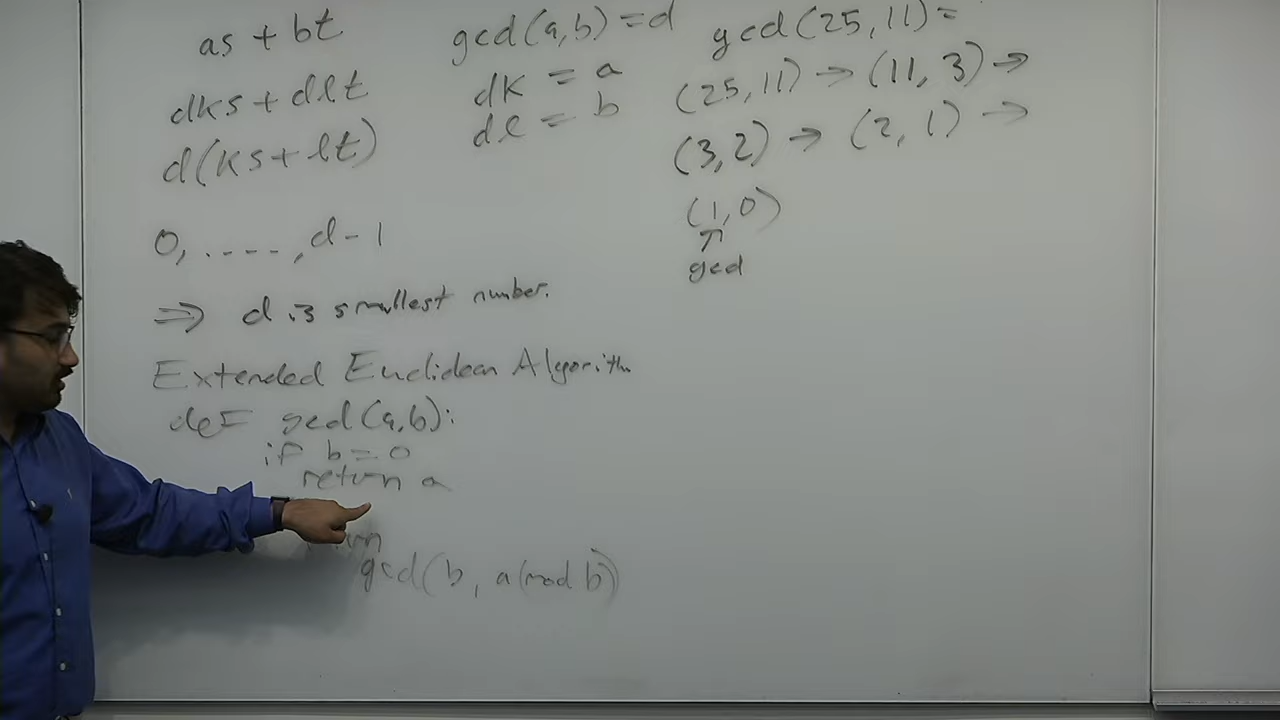 as + bt
dks + dlt
d(ks + lt)
gcd(a,b) = d
dk = a
dl = b
gcd(25,11) =
(25,11) → (11,3) →
(3,2) → (2,1) →
(1,0)
↑
gcd
0, ...., d-1
⇒ d is smallest number.
Extended Euclidean Algorithm
def gcd(a,b):
if b = 0
return a
gcd(b, a(mod b))